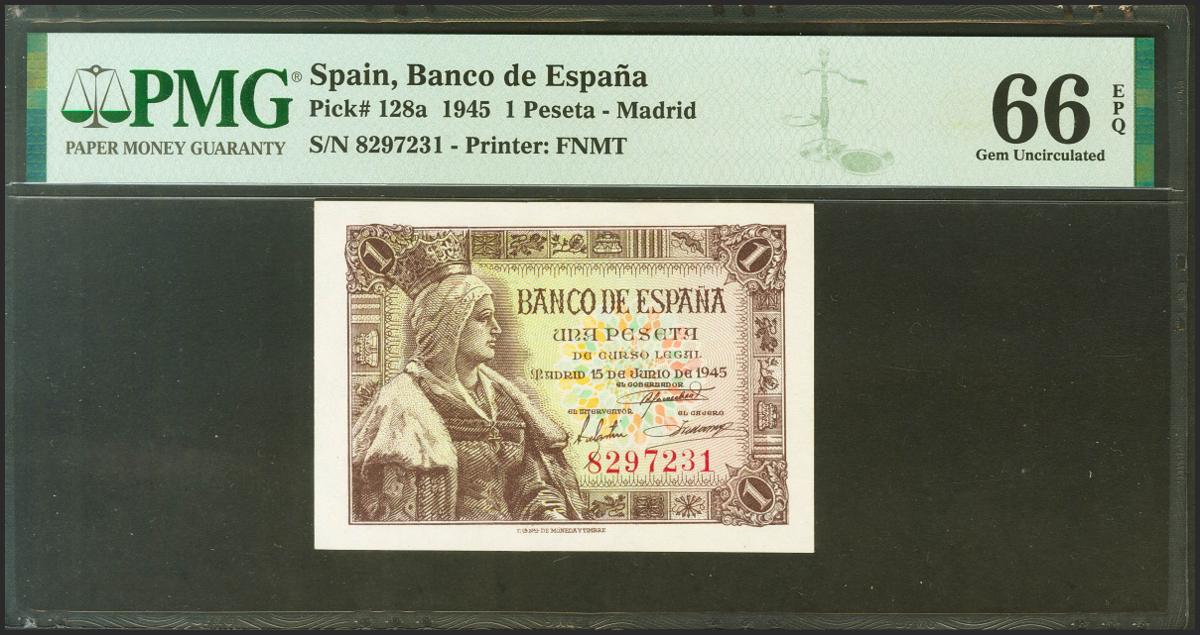 PMG®
PAPER MONEY GUARANTY
Spain, Banco de España
Pick# 128a 1945 1 Peseta - Madrid
S/N 8297231 - Printer: FNMT
66
EPQ
Gem Uncirculated
1
1
BANCO DE ESPAÑA
UNA PESETA
DE CURSO LEGAL
MADRID 15 DE JUNIO DE 1945
EL GOBERNADOR
EL INTERVENTOR EL CAJERO
8297231
1